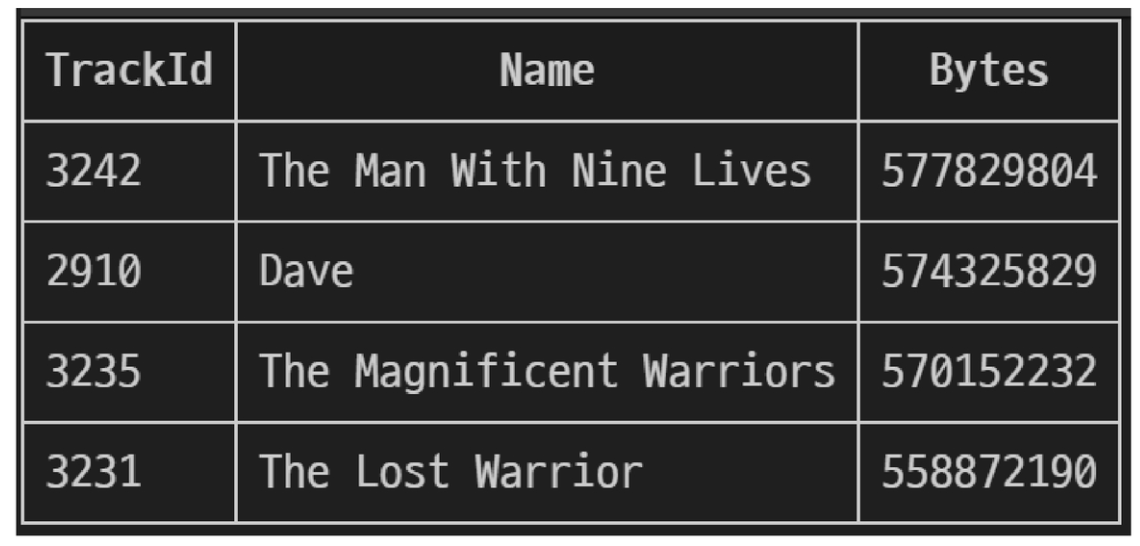 TrackId Name Bytes
3242 The Man With Nine Lives 577829804
2910 Dave 574325829
3235 The Magnificent Warriors 570152232
3231 The Lost Warrior 558872190